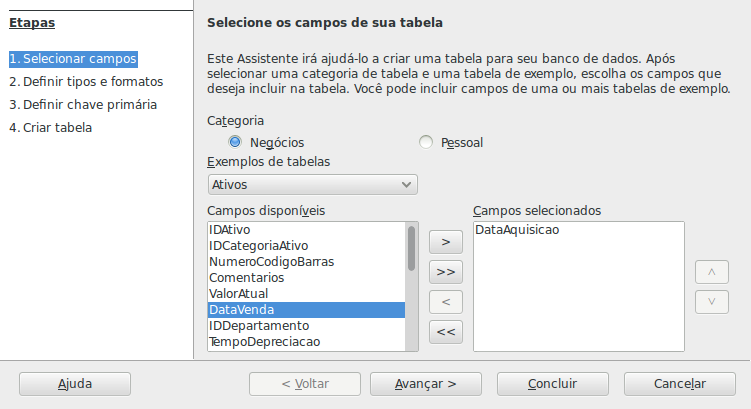 Etapas
1. Selecionar campos
2. Definir tipos e formatos
3. Definir chave primária
4. Criar tabela
Selecione os campos de sua tabela
Este Assistente irá ajudá-lo a criar uma tabela para seu banco de dados. Após
selecionar uma categoria de tabela e uma tabela de exemplo, escolha os campos que
deseja incluir na tabela. Você pode incluir campos de uma ou mais tabelas de exemplo.
Categoria
Negócios
Pessoal
Exemplos de tabelas
Ativos
Campos disponíveis
IDAtivo
IDCategoriaAtivo
NumeroCodigoBarras
Comentarios
ValorAtual
DataVenda
IDDepartamento
TempoDepreciacao
>
>>
<
<<
Campos selecionados
DataAquisicao
Ajuda
< Voltar
Avançar >
Concluir
Cancelar